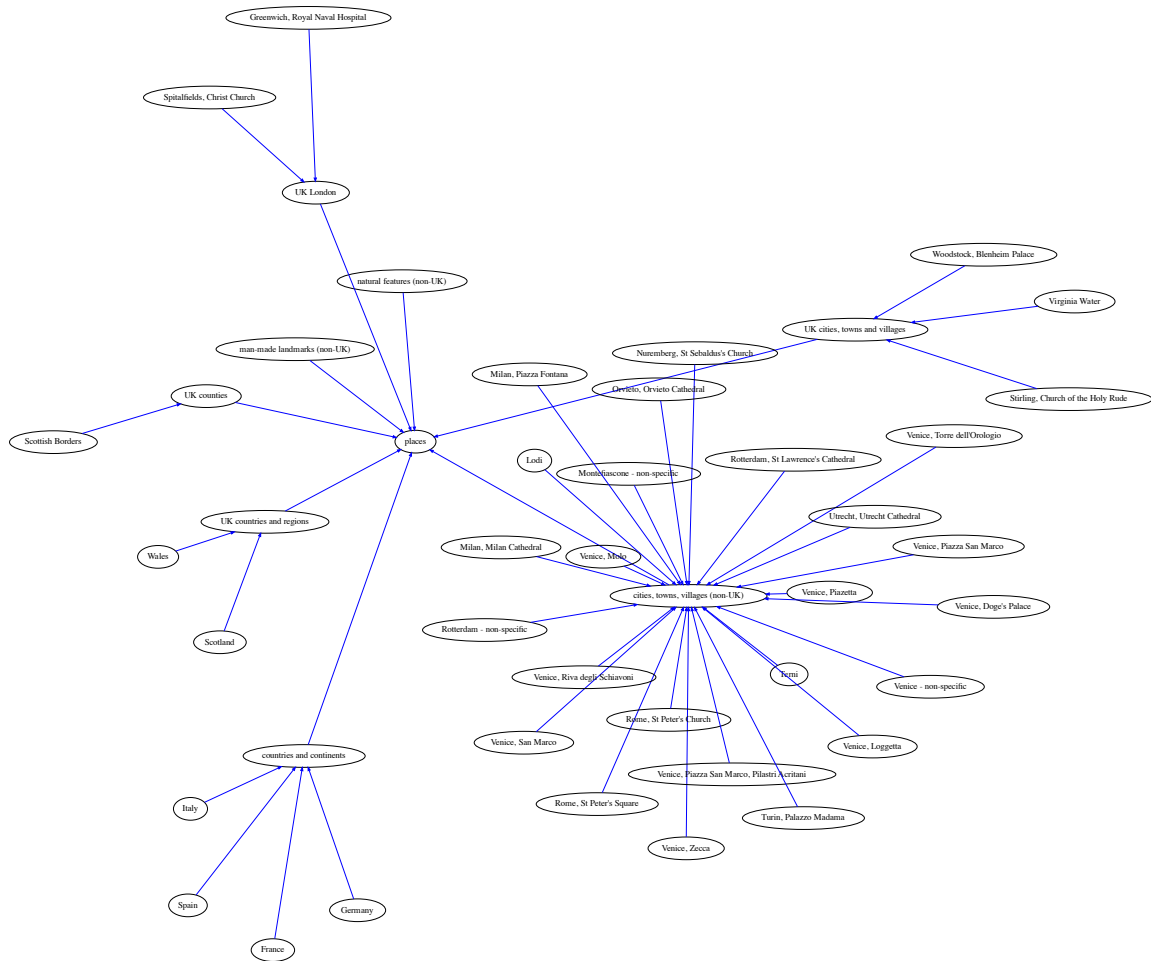 Greenwich, Royal Naval Hospital
Spitalfields, Christ Church
UK London
Woodstock, Blenheim Palace
natural features (non-UK)
Virginia Water
UK cities, towns and villages
man-made landmarks (non-UK)
Nuremberg, St Sebaldus's Church
Milan, Piazza Fontana
Orvieto, Orvieto Cathedral
UK counties
Stirling, Church of the Holy Rude
Scottish Borders
places
Venice, Torre dell'Orologio
Lodi
Rotterdam, St Lawrence's Cathedral
Montefiascone - non-specific
UK countries and regions
Utrecht, Utrecht Cathedral
Wales
Milan, Milan Cathedral
Venice, Molo
Venice, Piazza San Marco
cities, towns, villages (non-UK)
Venice, Piazetta
Venice, Doge's Palace
Rotterdam - non-specific
Scotland
Venice, Riva degli Schiavoni
Terni
Venice - non-specific
Rome, St Peter's Church
Venice, San Marco
Venice, Loggetta
countries and continents
Venice, Piazza San Marco, Pilastri Acritani
Italy
Rome, St Peter's Square
Turin, Palazzo Madama
Venice, Zecca
Spain
Germany
France